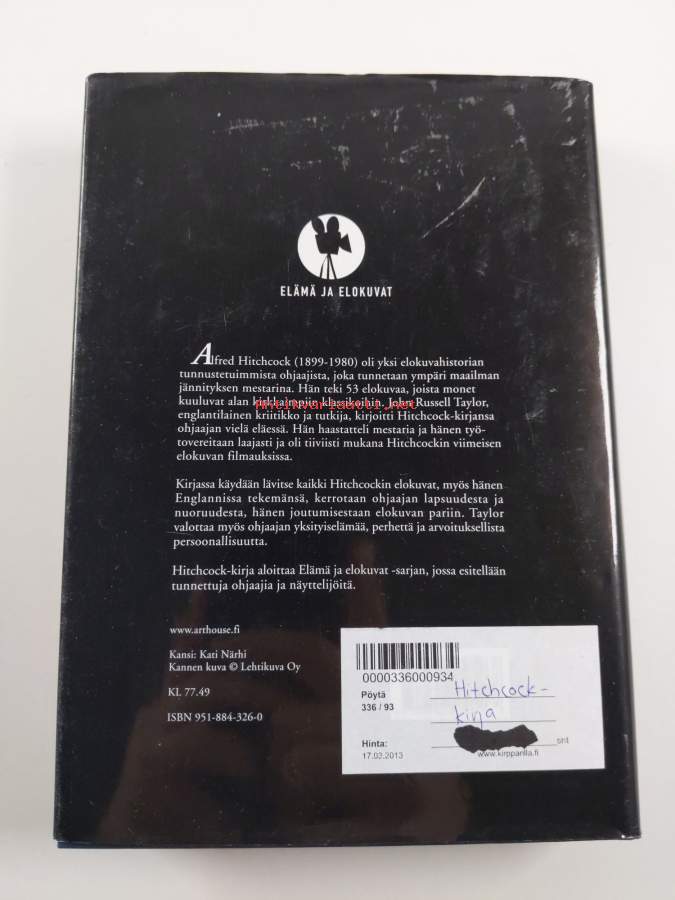 ELÄMÄ JA ELOKUVAT
Alfred Hitchcock (1899-1980) oli yksi elokuvahistorian
tunnustetuimmista ohjaajista, joka tunnetaan ympäri maailman
jännityksen mestarina. Hän teki 53 elokuvaa, joista monet
kuuluvat alan kirkkaimpiin klassikoihin. John Russell Taylor,
Antikvariaatti.net
englantilainen kriitikko ja tutkija, kirjoitti Hitchcock-kirjansa
ohjaajan vielä eläessä. Hän haastatteli mestaria ja hänen työ-
tovereitaan laajasti ja oli tiiviisti mukana Hitchcockin viimeisen
elokuvan filmauksissa.
Kirjassa käydään lävitse kaikki Hitchcockin elokuvat, myös hänen
Englannissa tekemänsä, kerrotaan ohjaajan lapsuudesta ja
nuoruudesta, hänen joutumisestaan elokuvan pariin. Taylor
valottaa myös ohjaajan yksityiselämää, perhettä ja arvoituksellista
persoonallisuutta.
Hitchcock-kirja aloittaa Elämä ja elokuvat -sarjan, jossa esitellään
tunnettuja ohjaajia ja näyttelijöitä.
www.arthouse.fi
Kansi: Kati Närhi
Kannen kuva © Lehtikuva Oy
KL 77.49
ISBN 951-884-326-0
0000336000934
Pöytä
336 / 93
Hitchcock-
kirja
Hinta:
snt
17.03.2013
www.kirpparilla.fi